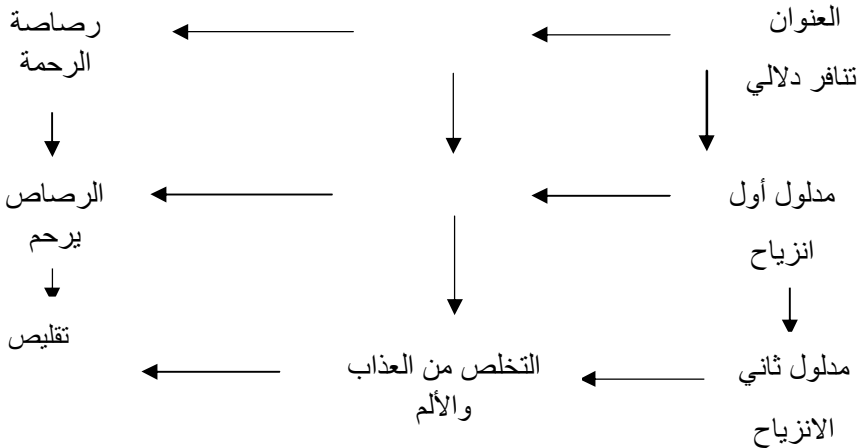 العنوان
رصاصة
الرحمة
تنافر دلالي
مدلول أول
الرصاص
يرحم
انزياح
تقليص
مدلول ثاني
التخلص من العذاب
والألم
الانزياح